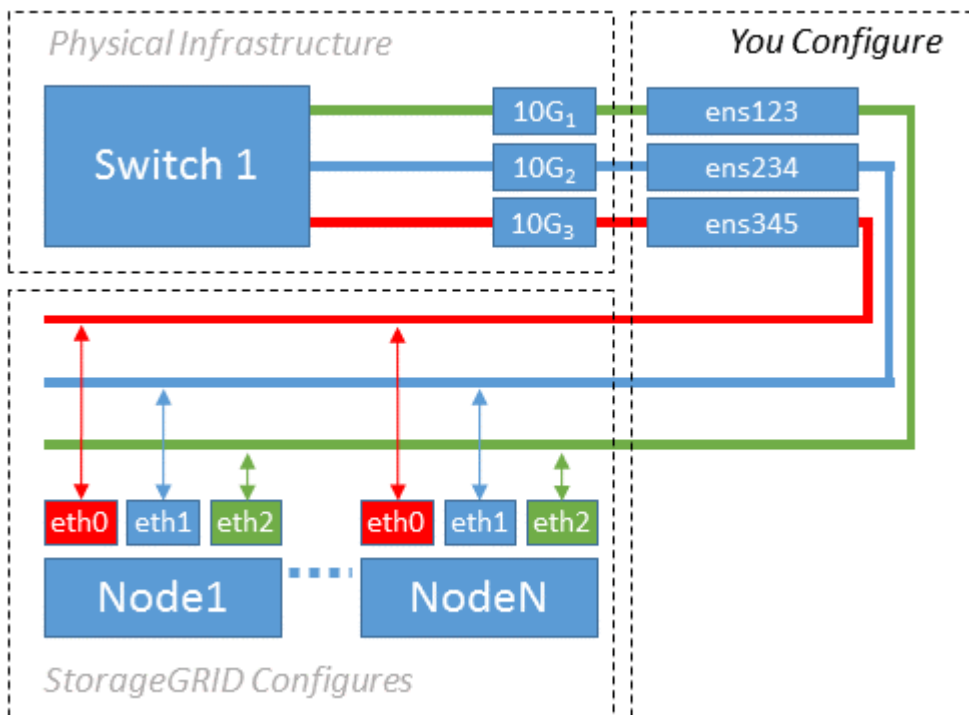 Physical Infrastructure
You Configure
Switch 1
10G₁
ens123
10G₂
ens234
10G₃
ens345
eth0
eth1
eth2
eth0
eth1
eth2
Node1
NodeN
StorageGRID Configures